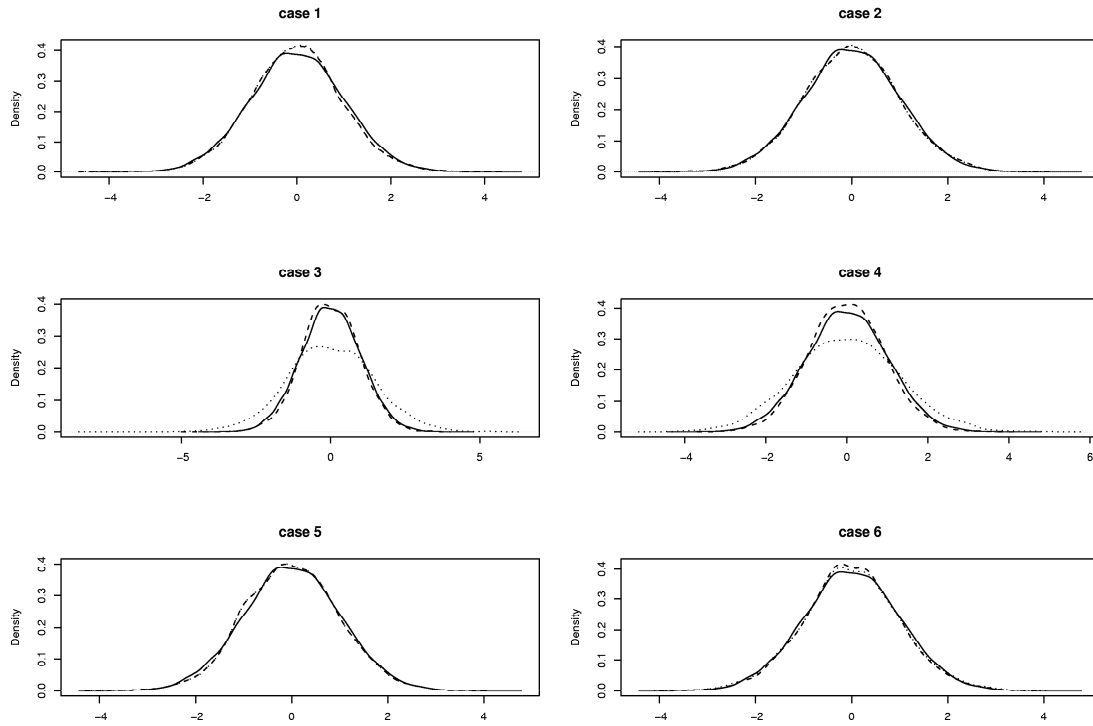 case 1
Density
0.0 0.1 0.2 0.3 0.4
−4 −2 0 2 4
case 2
Density
0.0 0.1 0.2 0.3 0.4
−4 −2 0 2 4
case 3
Density
0.0 0.1 0.2 0.3 0.4
−5 0 5
case 4
Density
0.0 0.1 0.2 0.3 0.4
−4 −2 0 2 4 6
case 5
Density
0.0 0.1 0.2 0.3 0.4
−4 −2 0 2 4
case 6
Density
0.0 0.1 0.2 0.3 0.4
−4 −2 0 2 4